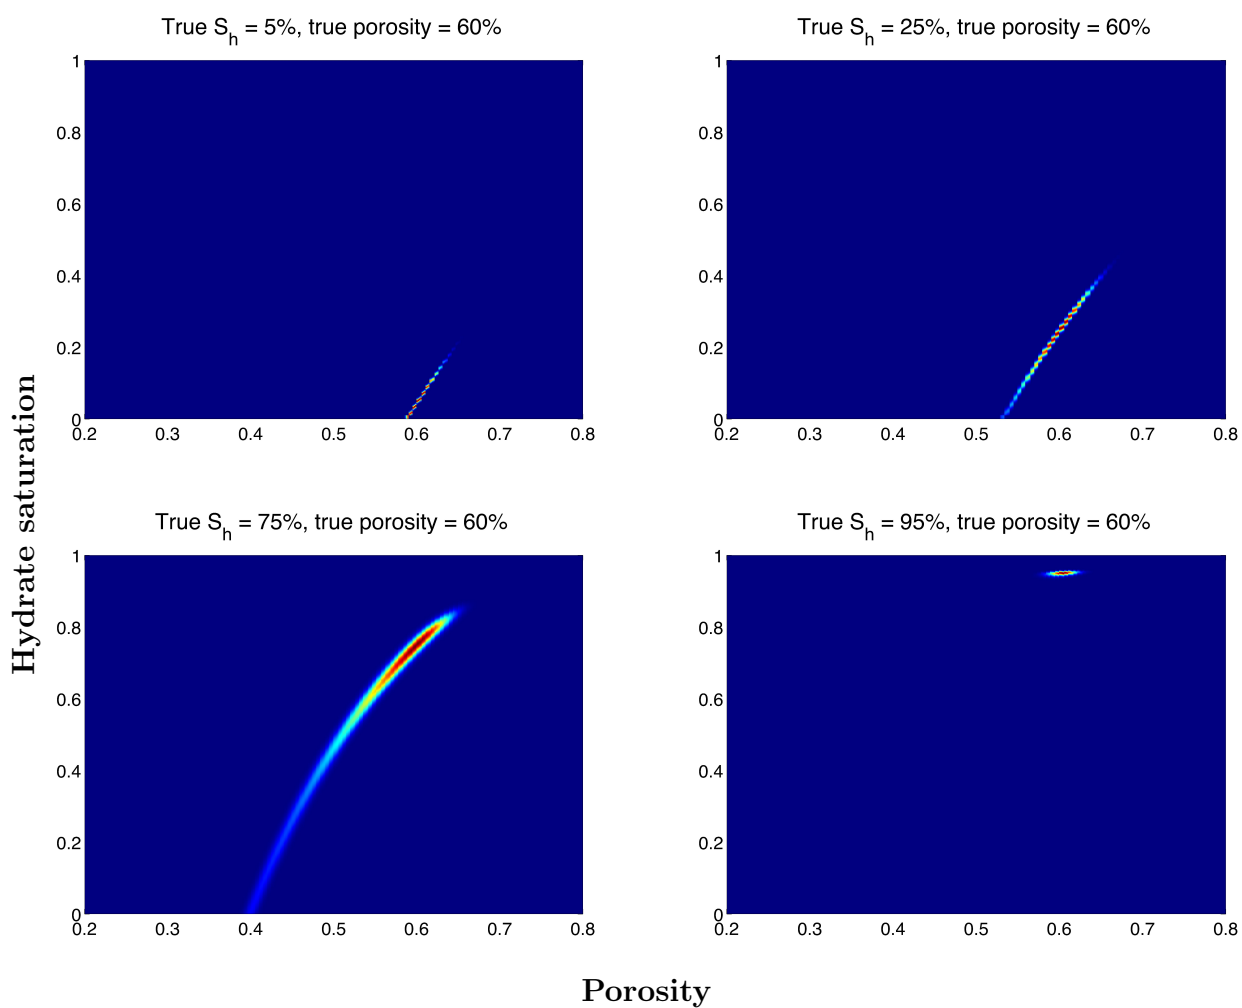 True S_h = 5%, true porosity = 60%
1
0.8
0.6
0.4
0.2
0
0.2 0.3 0.4 0.5 0.6 0.7 0.8
True S_h = 25%, true porosity = 60%
1
0.8
0.6
0.4
0.2
0
0.2 0.3 0.4 0.5 0.6 0.7 0.8
Hydrate saturation
True S_h = 75%, true porosity = 60%
1
0.8
0.6
0.4
0.2
0
0.2 0.3 0.4 0.5 0.6 0.7 0.8
True S_h = 95%, true porosity = 60%
1
0.8
0.6
0.4
0.2
0
0.2 0.3 0.4 0.5 0.6 0.7 0.8
Porosity